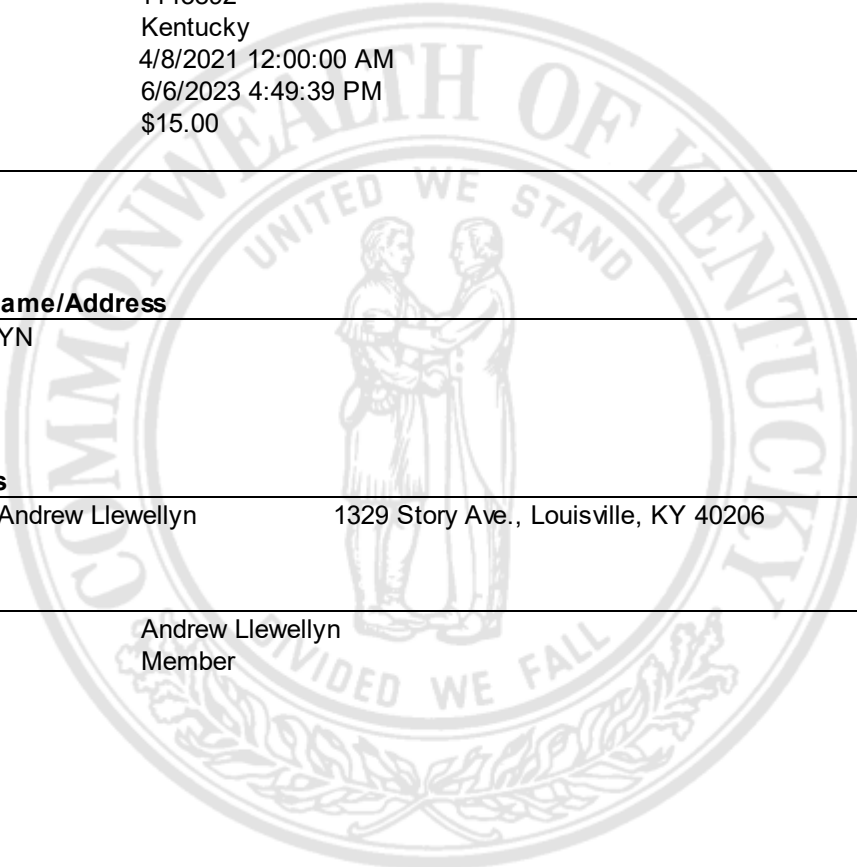 Kentucky
4/8/2021 12:00:00 AM
6/6/2023 4:49:39 PM
$15.00
COMMONWEALTH OF KENTUCKY
UNITED WE STAND
ame/Address
YN
s
Andrew Llewellyn 1329 Story Ave., Louisville, KY 40206
Andrew Llewellyn
Member
DIVIDED WE FALL